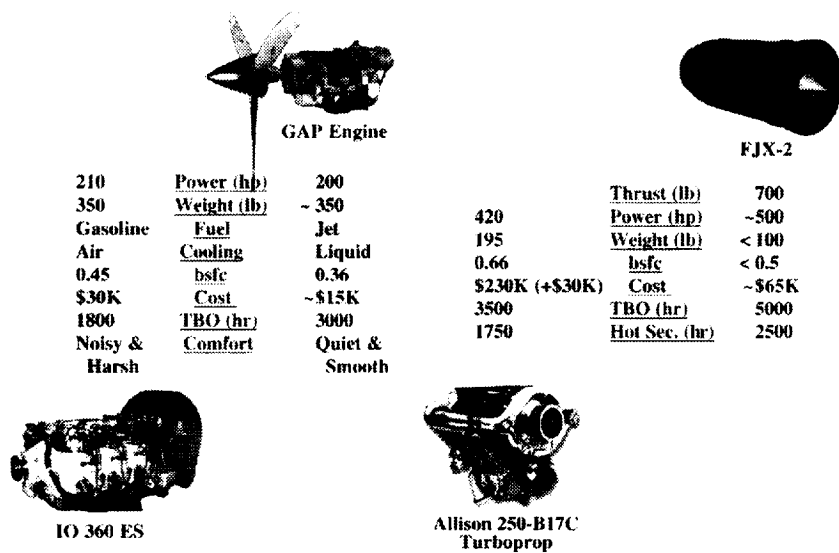 GAP Engine
FJX-2
210 Power (hp) 200
350 Weight (lb) ~ 350
Gasoline Fuel Jet
Air Cooling Liquid
0.45 bsfc 0.36
$30K Cost ~$15K
1800 TBO (hr) 3000
Noisy & Comfort Quiet &
Harsh Smooth
Thrust (lb) 700
420 Power (hp) ~500
195 Weight (lb) < 100
0.66 bsfc < 0.5
$230K (+$30K) Cost ~$65K
3500 TBO (hr) 5000
1750 Hot Sec. (hr) 2500
IO 360 ES
Allison 250-B17C
Turboprop